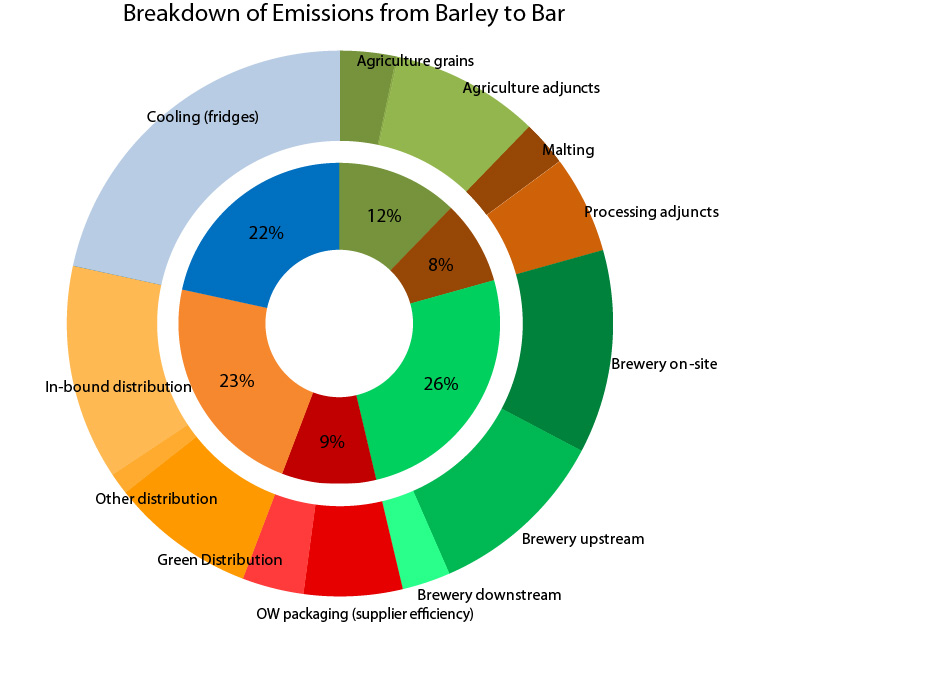 Breakdown of Emissions from Barley to Bar
Agriculture grains
Agriculture adjuncts
Cooling (fridges)
Malting
Processing adjuncts
12%
22%
8%
Brewery on-site
23%
26%
In-bound distribution
9%
Other distribution
Brewery upstream
Green Distribution
Brewery downstream
OW packaging (supplier efficiency)